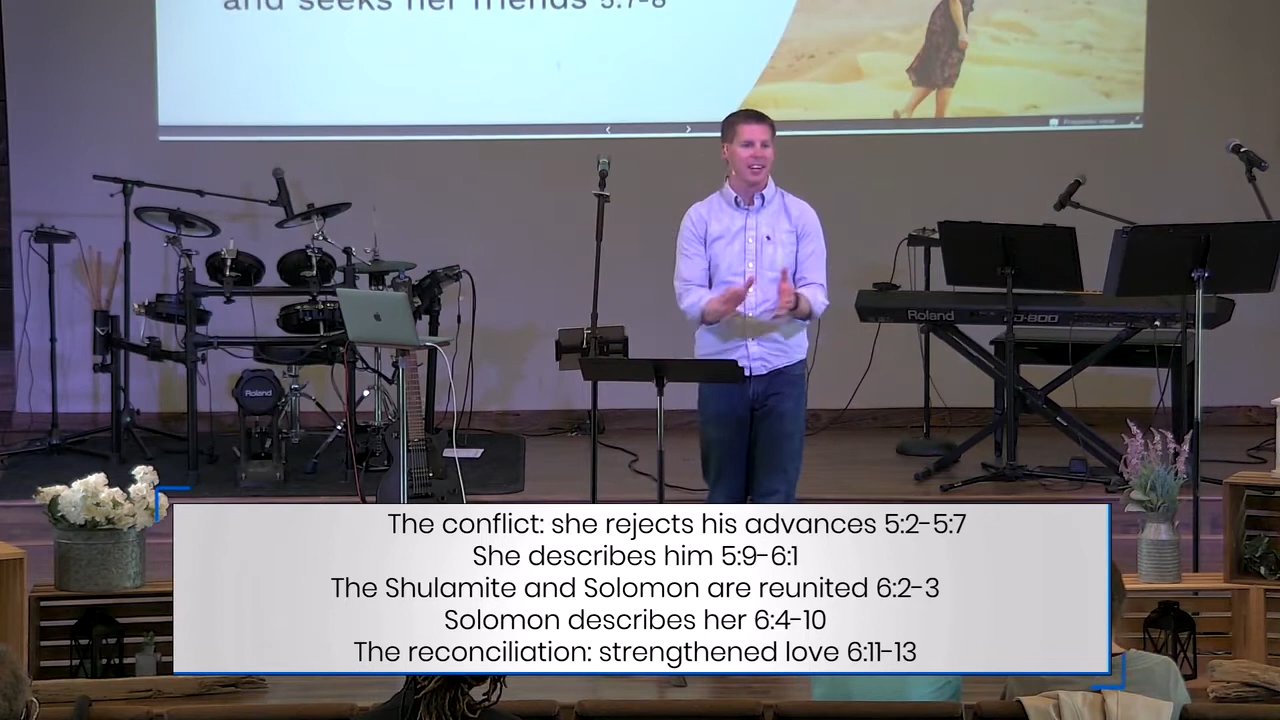 and seeks her friends 5:7-8
Roland
Roland
RD-800
The conflict: she rejects his advances 5:2-5:7
She describes him 5:9-6:1
The Shulamite and Solomon are reunited 6:2-3
Solomon describes her 6:4-10
The reconciliation: strengthened love 6:11-13